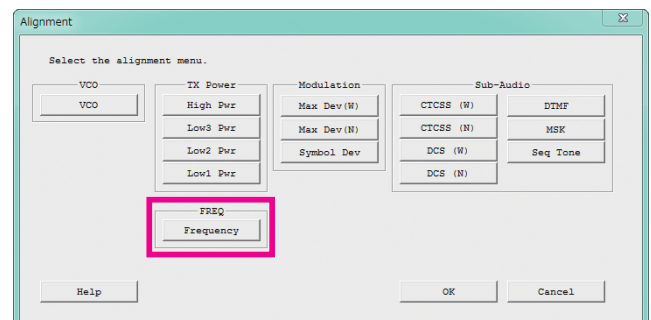 Alignment
Select the alignment menu.
VCO
VCO
TX Power
High Pwr
Low3 Pwr
Low2 Pwr
Low1 Pwr
Modulation
Max Dev(W)
Max Dev(N)
Symbol Dev
Sub-Audio
CTCSS (W)
DTMF
CTCSS (N)
MSK
DCS (W)
Seq Tone
DCS (N)
FREQ
Frequency
Help
OK
Cancel